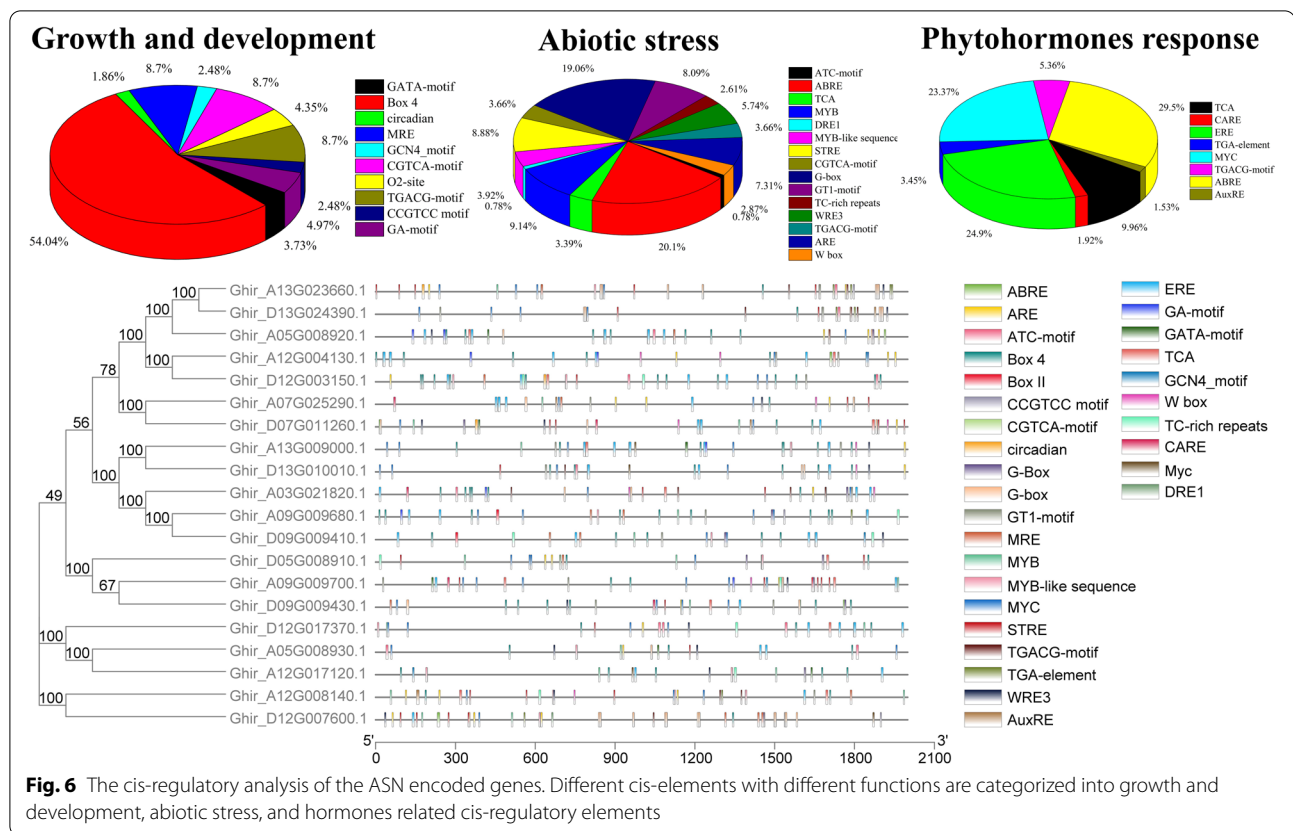 Growth and development
Abiotic stress
Phytohormones response
1.86%
8.7%
2.48%
8.7%
4.35%
8.7%
2.48%
4.97%
3.73%
54.04%
GATA-motif
Box 4
circadian
MRE
GCN4_motif
CGTCA-motif
O2-site
TGACG-motif
CCGTCC motif
GA-motif
19.06%
8.09%
2.61%
5.74%
3.66%
7.31%
2.87%
0.78%
20.1%
3.39%
9.14%
0.78%
3.92%
8.88%
3.66%
ATC-motif
ABRE
TCA
MYB
DRE1
MYB-like sequence
STRE
CGTCA-motif
G-box
GT1-motif
TC-rich repeats
WRE3
TGACG-motif
ARE
W box
5.36%
29.5%
1.53%
9.96%
1.92%
24.9%
3.45%
23.37%
TCA
CARE
ERE
TGA-element
MYC
TGACG-motif
ABRE
AuxRE
100
100
100
100
78
100
56
100
100
100
100
49
100
67
100
100
100
Ghir_A13G023660.1
Ghir_D13G024390.1
Ghir_A05G008920.1
Ghir_A12G004130.1
Ghir_D12G003150.1
Ghir_A07G025290.1
Ghir_D07G011260.1
Ghir_A13G009000.1
Ghir_D13G010010.1
Ghir_A03G021820.1
Ghir_A09G009680.1
Ghir_D09G009410.1
Ghir_D05G008910.1
Ghir_A09G009700.1
Ghir_D09G009430.1
Ghir_D12G017370.1
Ghir_A05G008930.1
Ghir_A12G017120.1
Ghir_A12G008140.1
Ghir_D12G007600.1
5'
3'
0 300 600 900 1200 1500 1800 2100
ABRE
ARE
ATC-motif
Box 4
Box II
CCGTCC motif
CGTCA-motif
circadian
G-Box
G-box
GT1-motif
MRE
MYB
MYB-like sequence
MYC
STRE
TGACG-motif
TGA-element
WRE3
AuxRE
ERE
GA-motif
GATA-motif
TCA
GCN4_motif
W box
TC-rich repeats
CARE
Myc
DRE1
Fig. 6 The cis-regulatory analysis of the ASN encoded genes. Different cis-elements with different functions are categorized into growth and
development, abiotic stress, and hormones related cis-regulatory elements